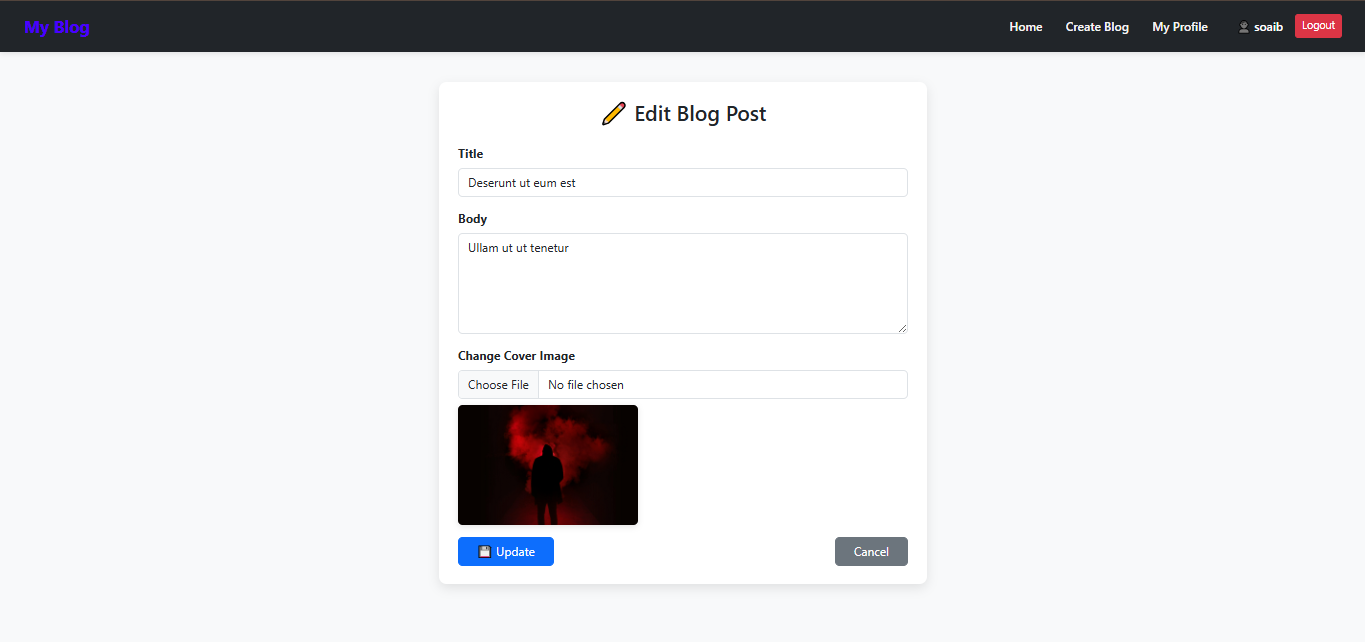 My Blog
Home Create Blog My Profile soaib Logout
Edit Blog Post
Title
Deserunt ut eum est
Body
Ullam ut ut tenetur
Change Cover Image
Choose File No file chosen
Update Cancel